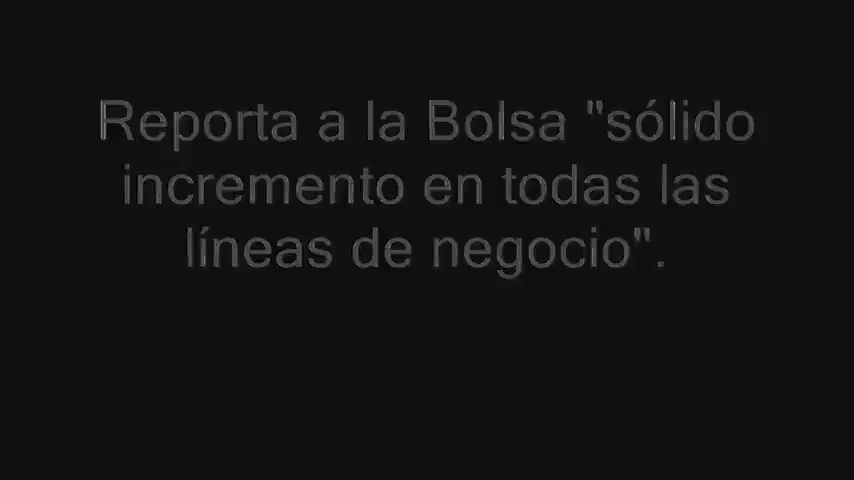 Reporta a la Bolsa "sólido
incremento en todas las
líneas de negocio".